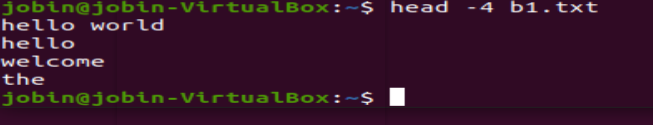 jobin@jobin-VirtualBox:~$ head -4 b1.txt
hello world
hello
welcome
the
jobin@jobin-VirtualBox:~$